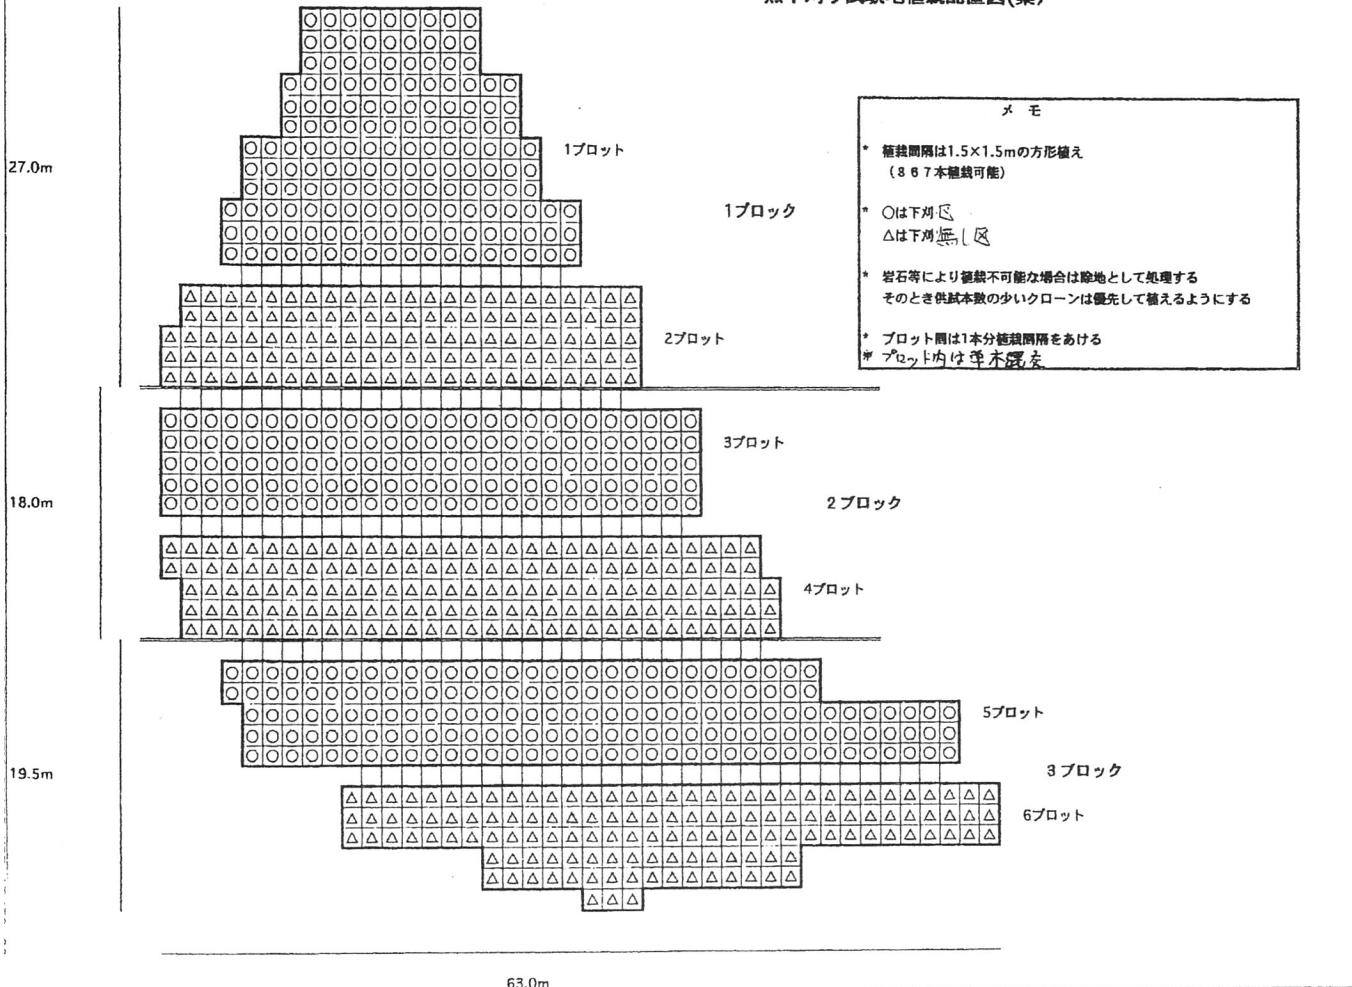 27.0m
1プロット
1ブロック
メ モ
* 植栽間隔は1.5×1.5mの方形植え
(867本植栽可能)
* ○は下刈区
△は下刈無し区
* 岩石等により植栽不可能な場合は除地として処理する
そのとき供試本数の少いクローンは優先して植えるようにする
* プロット間は1本分植栽間隔をあける
* プロット内は単木混交
2プロット
3プロット
18.0m
2ブロック
4プロット
5プロット
19.5m
3ブロック
6プロット
63.0m